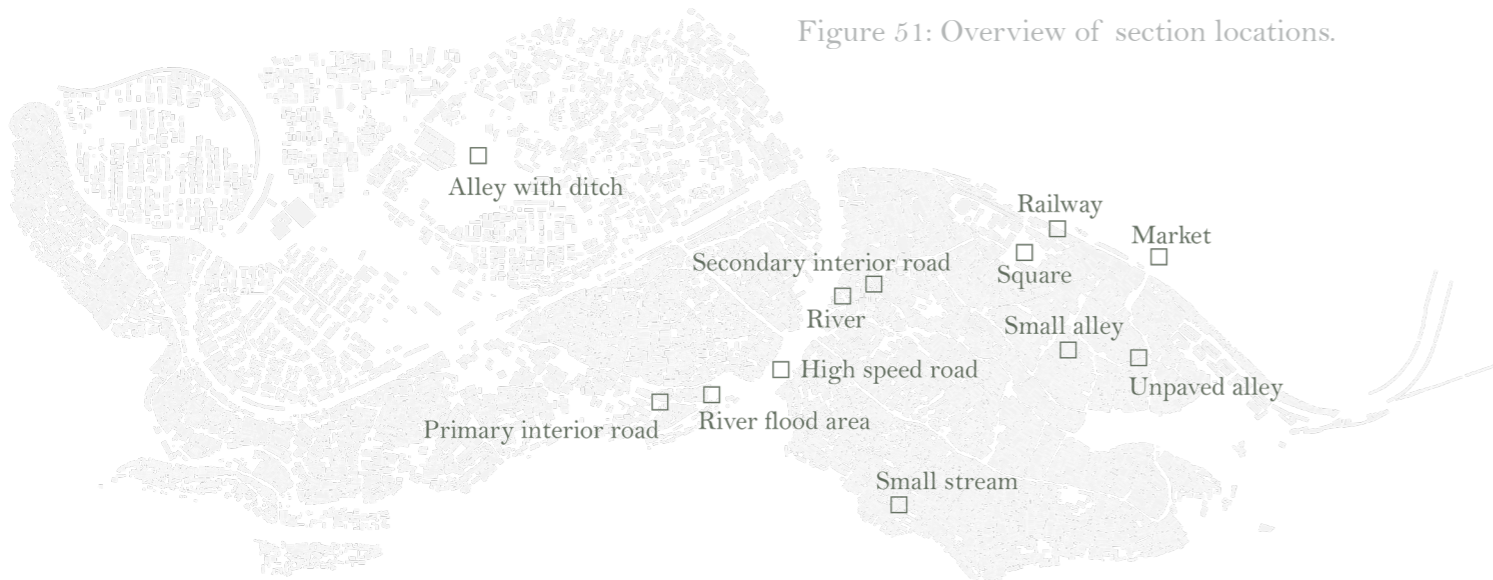 Figure 51: Overview of section locations.
Alley with ditch
Railway
Market
Secondary interior road
Square
River
Small alley
High speed road
Unpaved alley
River flood area
Primary interior road
Small stream